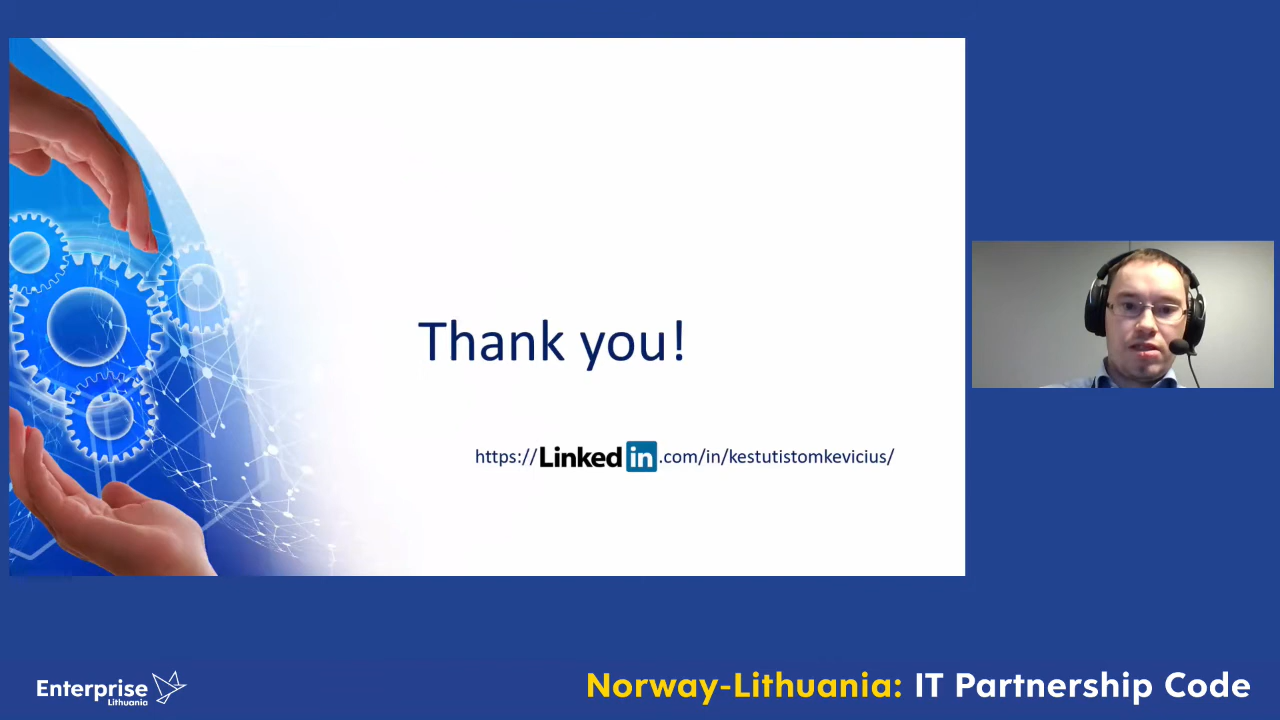 Thank you!
https://Linkedin.com/in/kestutistomkevicius/
Enterprise
Lithuania
Norway-Lithuania: IT Partnership Code